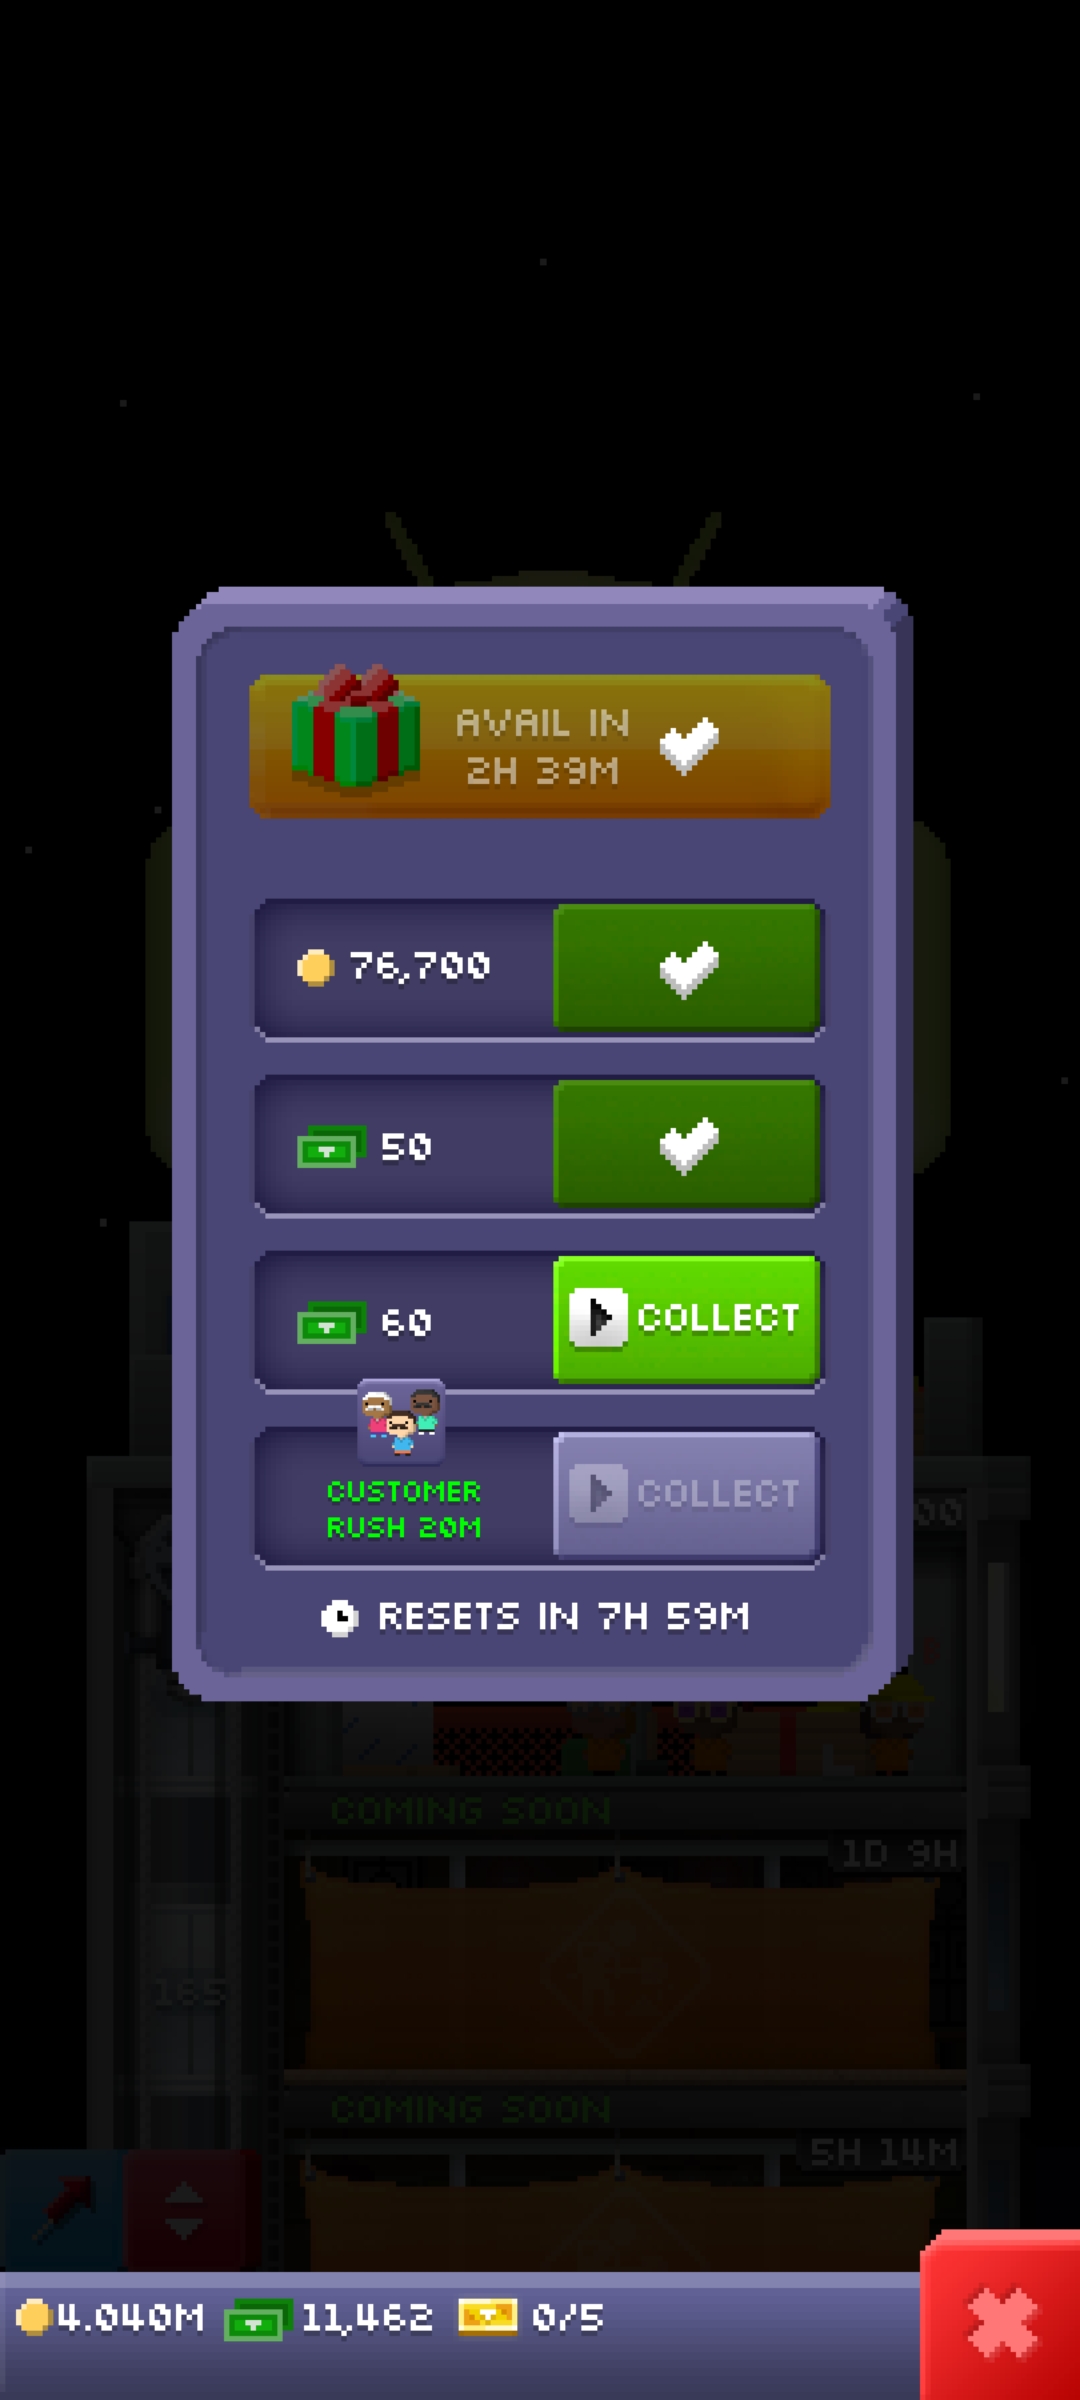 AVAIL IN
2H 39M
76,700
50
60
COLLECT
CUSTOMER
RUSH 20M
COLLECT
RESETS IN 7H 59M
COMING SOON
1D 9H
165
COMING SOON
5H 14M
4.040M 11,462 0/5